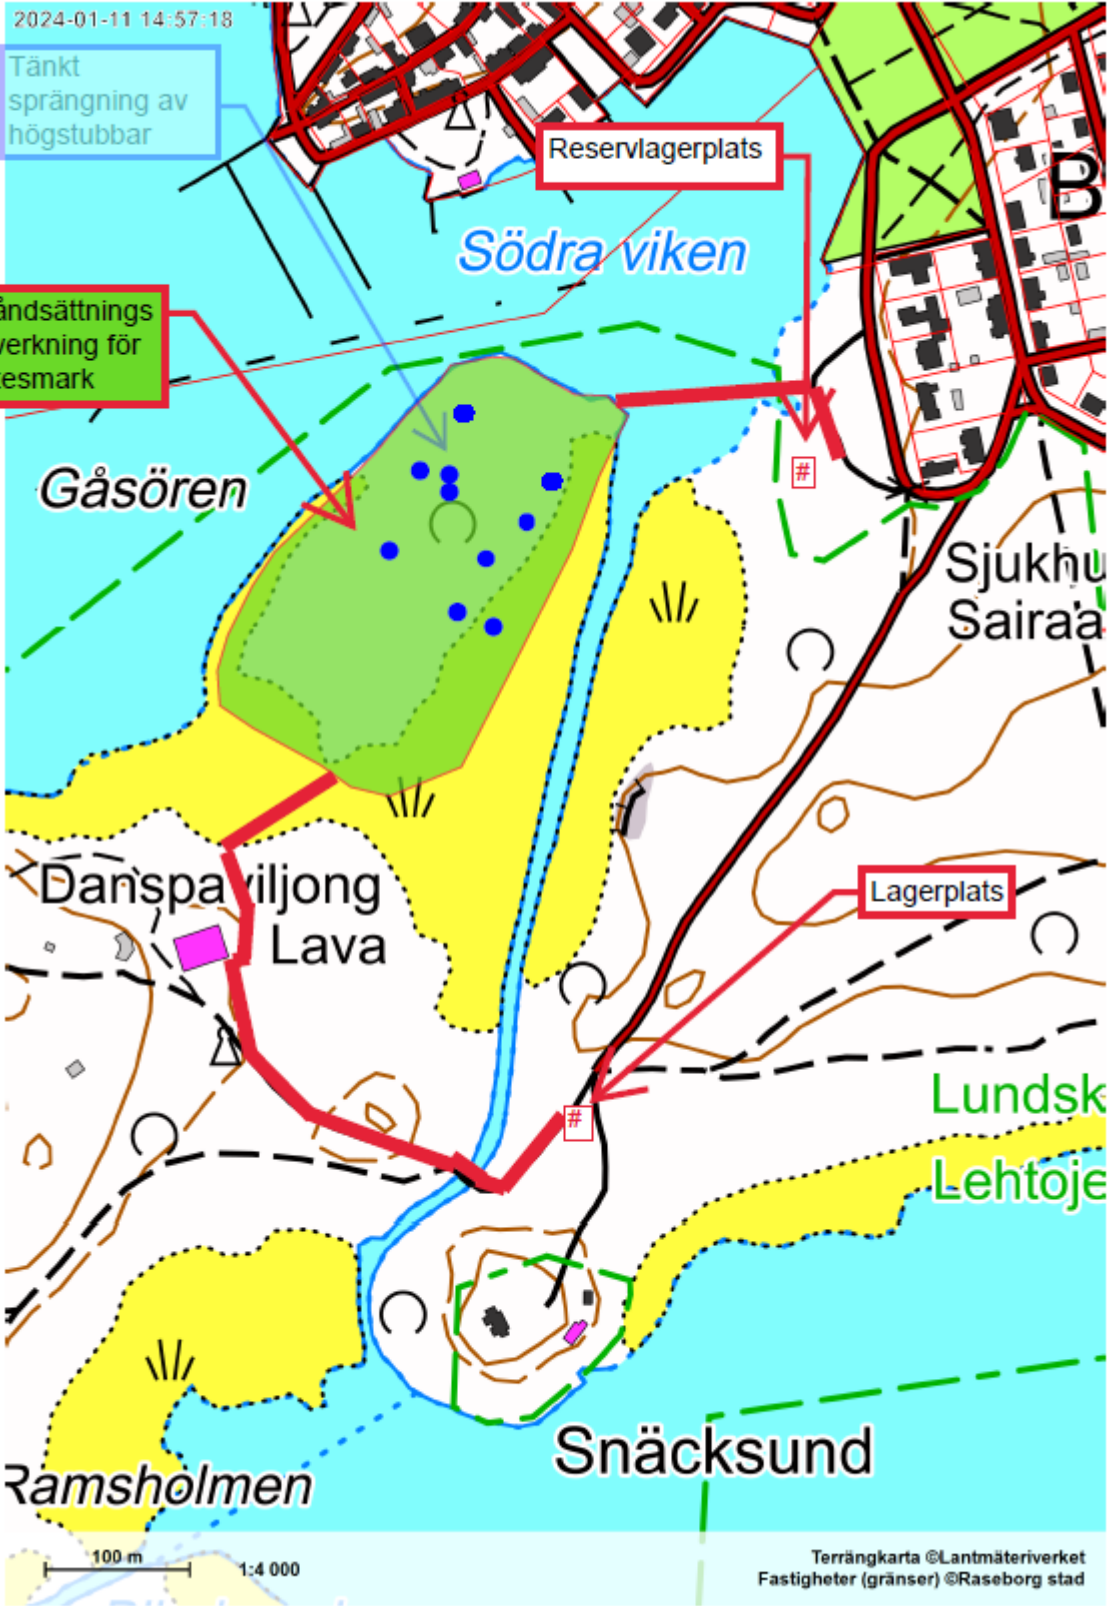 2024-01-11 14:57:18
Tänkt
sprängning av
högstubbar
Reservlagerplats
B
Södra viken
åndsättnings
verkning för
tesmark
Gåsören
#
Sjukhu
Sairaa
Danspaviljong
Lava
Lagerplats
#
Lundsk
Lehtoje
Snäcksund
Ramsholmen
100 m
1:4 000
Terrängkarta ©Lantmäteriverket
Fastigheter (gränser) ©Raseborg stad